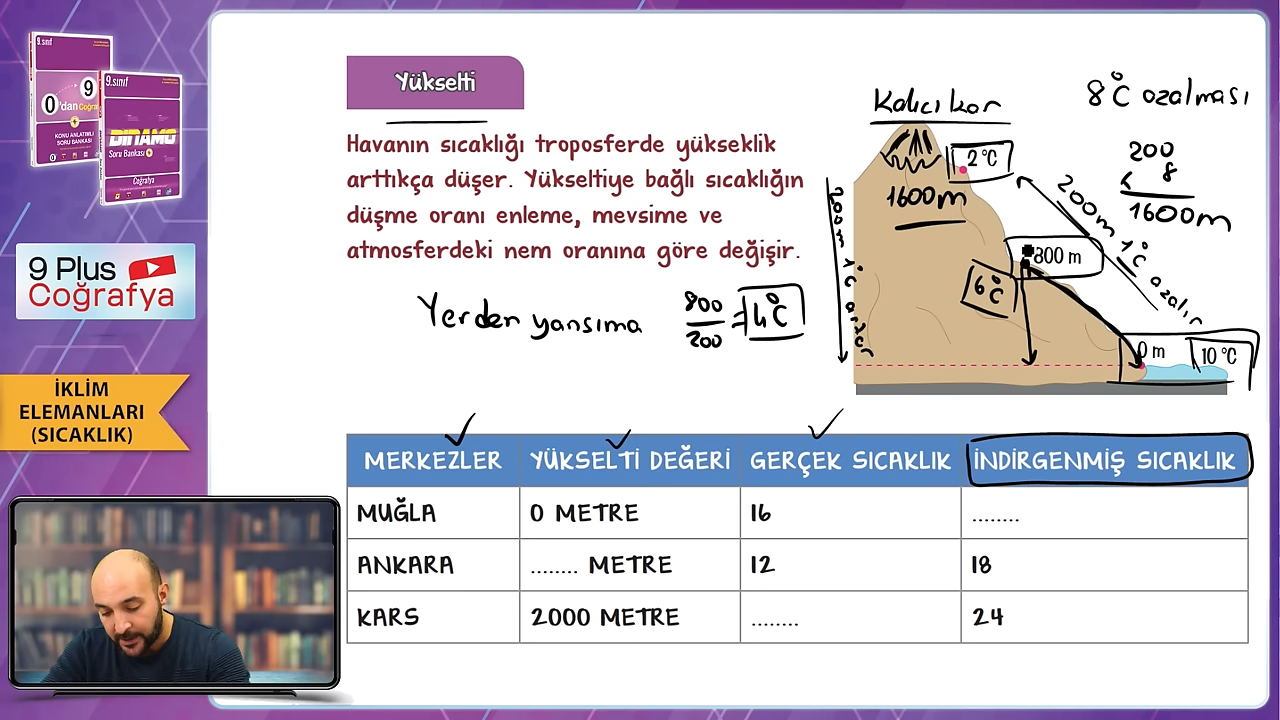 9.sınıf
0'dan 9
Coğrafya
KONU ANLATIMLI
SORU BANKASI
9.sınıf
DİNAMO
Soru Bankası
Coğrafya
9 Plus
Coğrafya
İKLİM
ELEMANLARI
(SICAKLIK)
Yükselti
Havanın sıcaklığı troposferde yükseklik
arttıkça düşer. Yükseltiye bağlı sıcaklığın
düşme oranı enleme, mevsime ve
atmosferdeki nem oranına göre değişir.
Yerden yansıma
800
200
= 4°C
Kalıcı kar
2 °C
1600m
200m 1°C artar
800 m
6°C
200m 1°C azalır
0 m
10 °C
8°C azalması
200
8
x
1600m
MERKEZLER YÜKSELTİ DEĞERİ GERÇEK SICAKLIK İNDİRGENMİŞ SICAKLIK
MUĞLA 0 METRE 16 ........
ANKARA ........ METRE 12 18
KARS 2000 METRE ........ 24